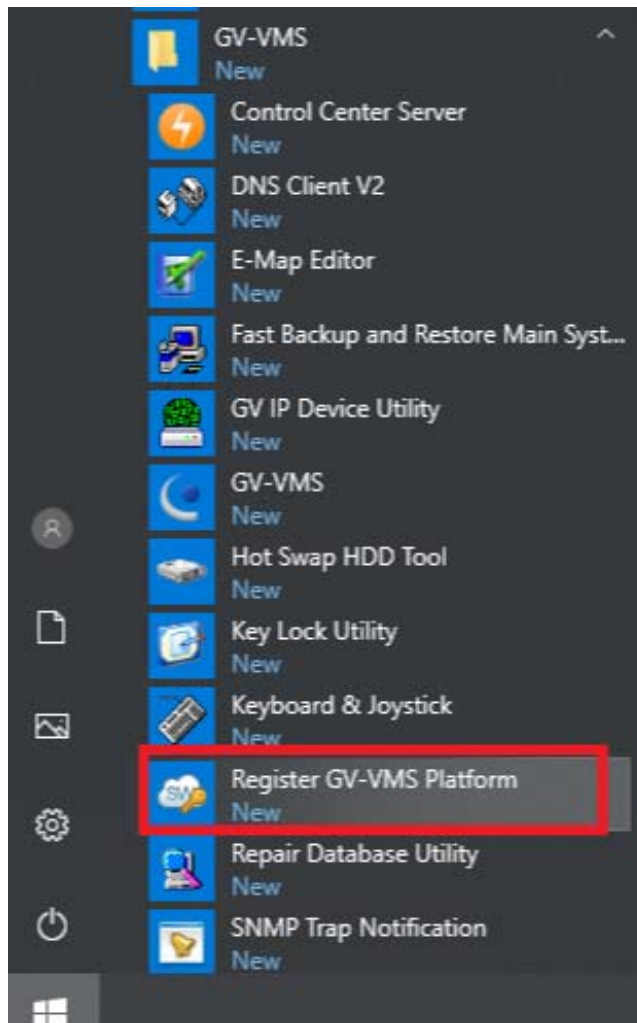 GV-VMS
New
Control Center Server
New
DNS Client V2
New
E-Map Editor
New
Fast Backup and Restore Main Syst...
New
GV IP Device Utility
New
GV-VMS
New
Hot Swap HDD Tool
New
Key Lock Utility
New
Keyboard & Joystick
New
SW
Register GV-VMS Platform
New
Repair Database Utility
New
SNMP Trap Notification
New